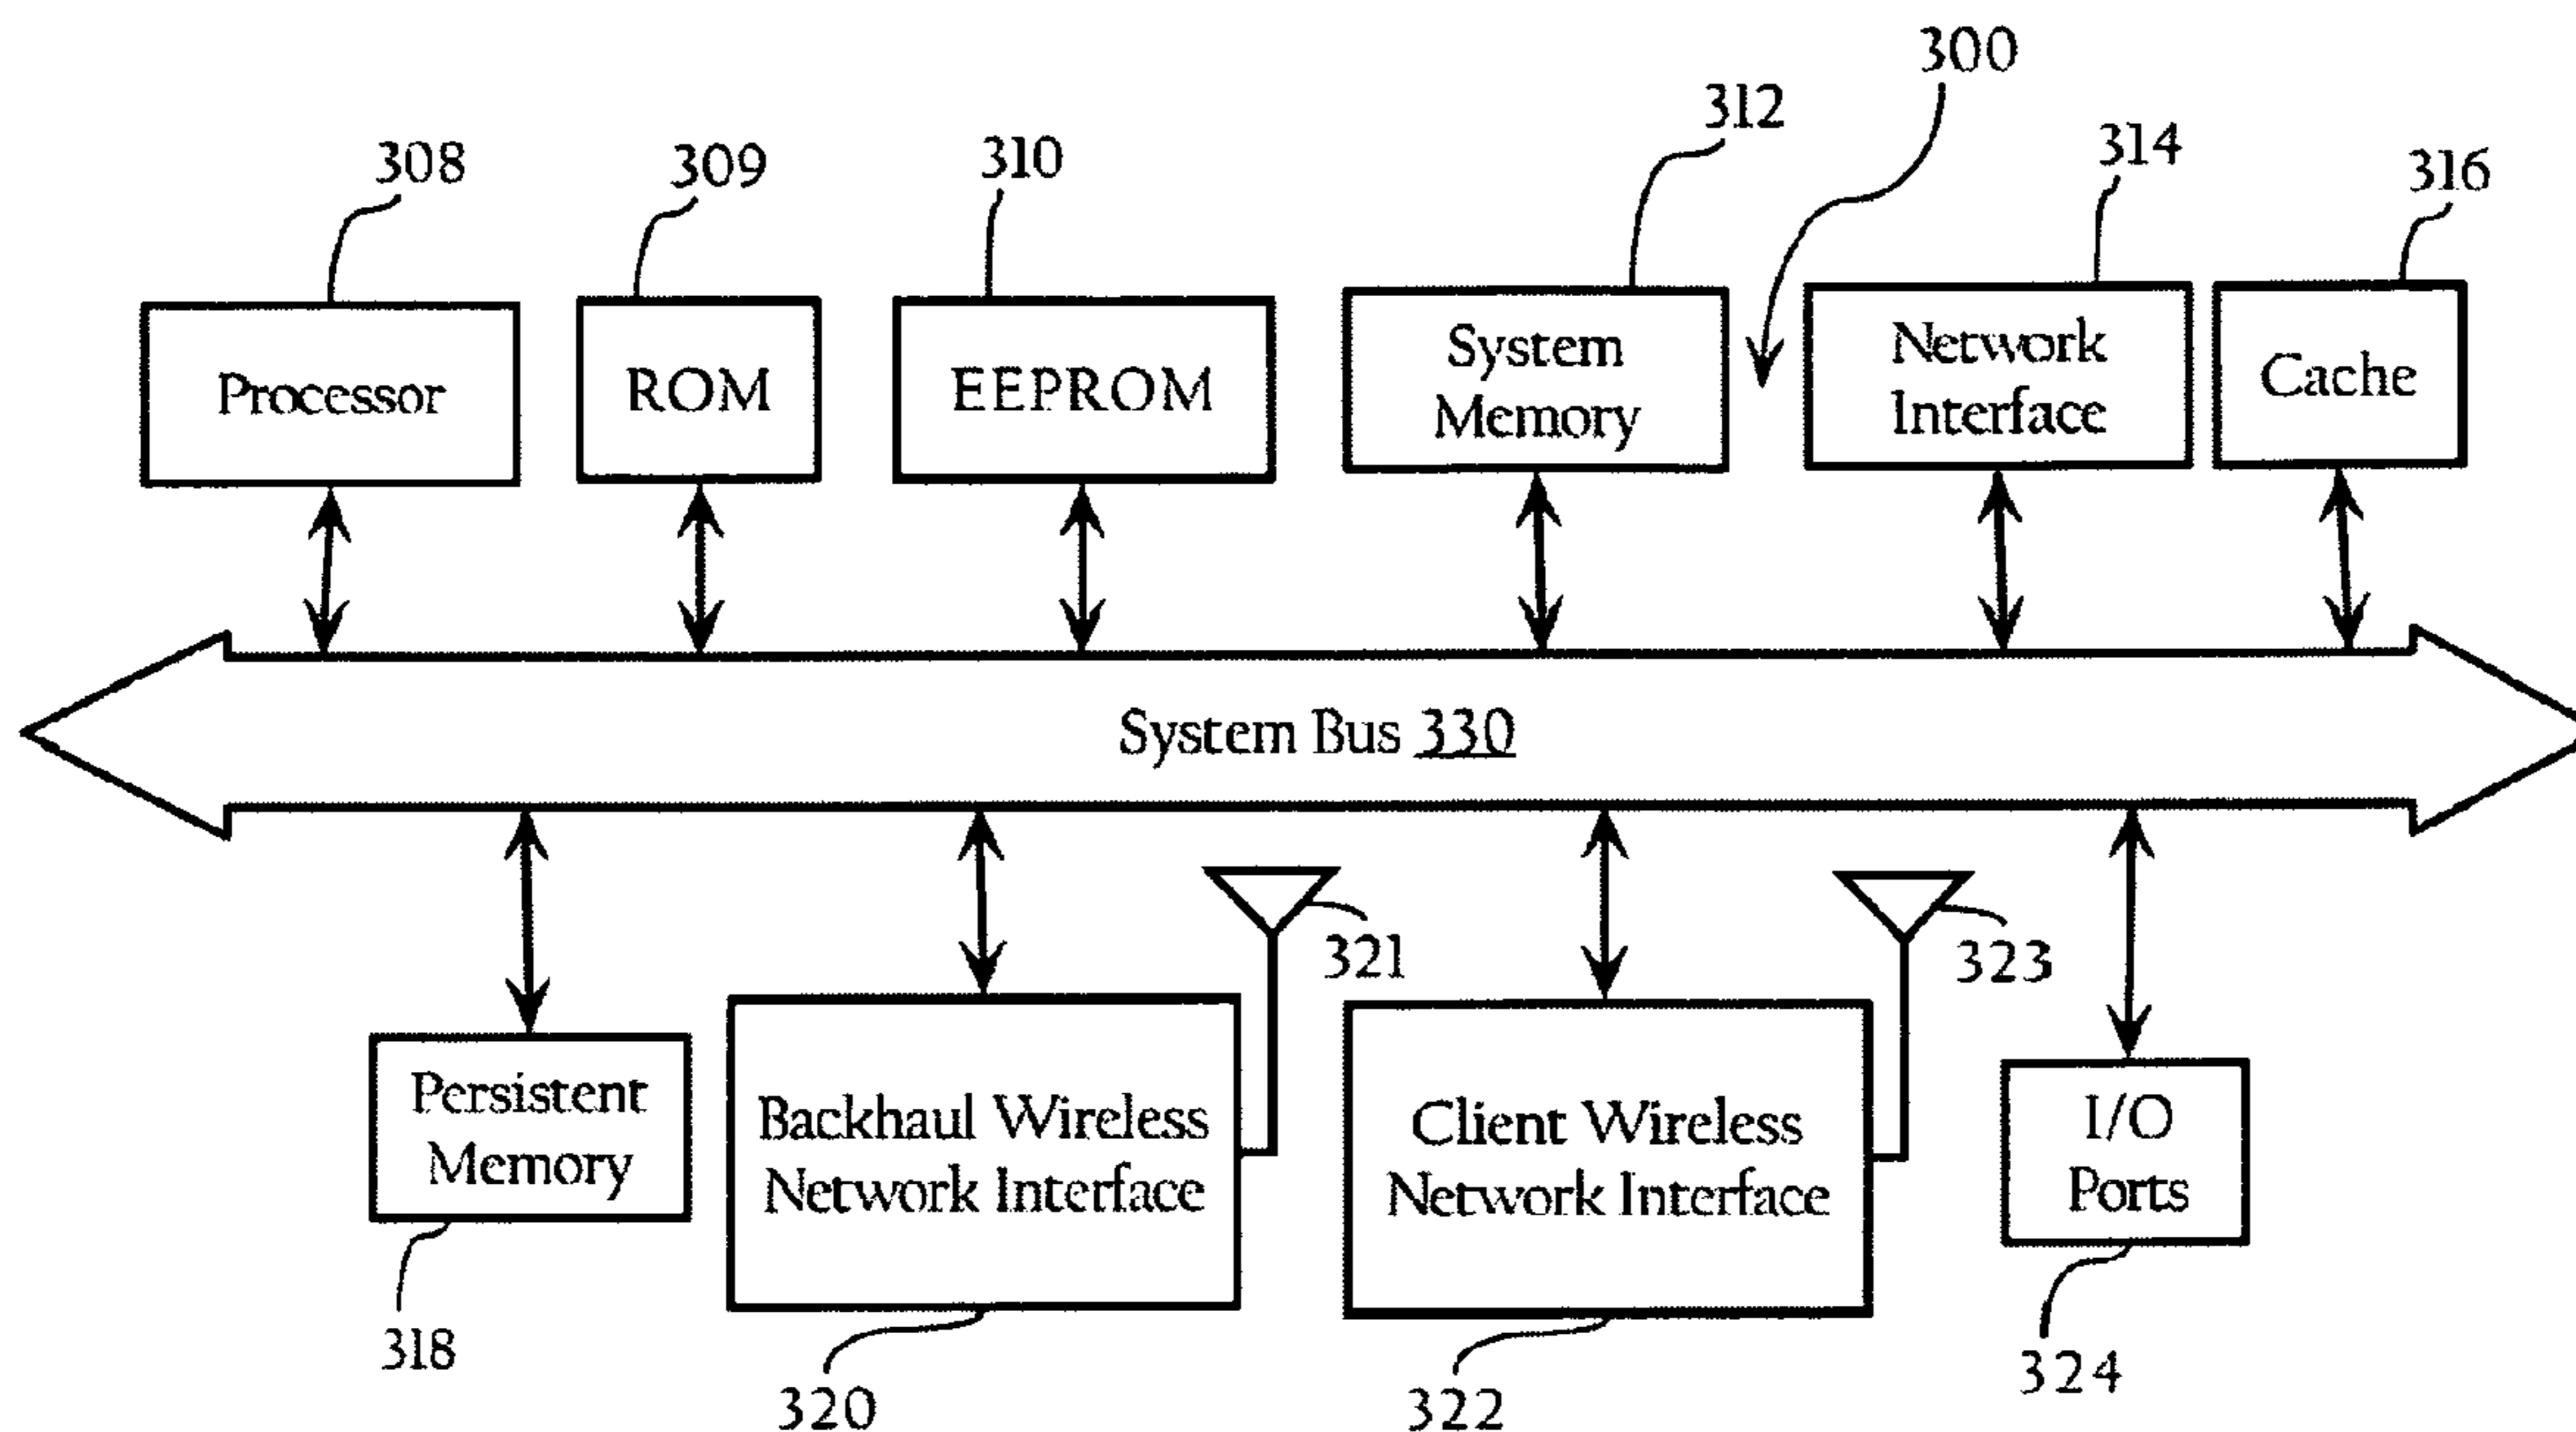 300
312
314
308
309
310
316
Processor
ROM
EEPROM
System
Memory
Network
Interface
Cache
System Bus 330
321
323
Persistent
Memory
Backhaul Wireless
Network Interface
Client Wireless
Network Interface
I/O
Ports
318
320
322
324